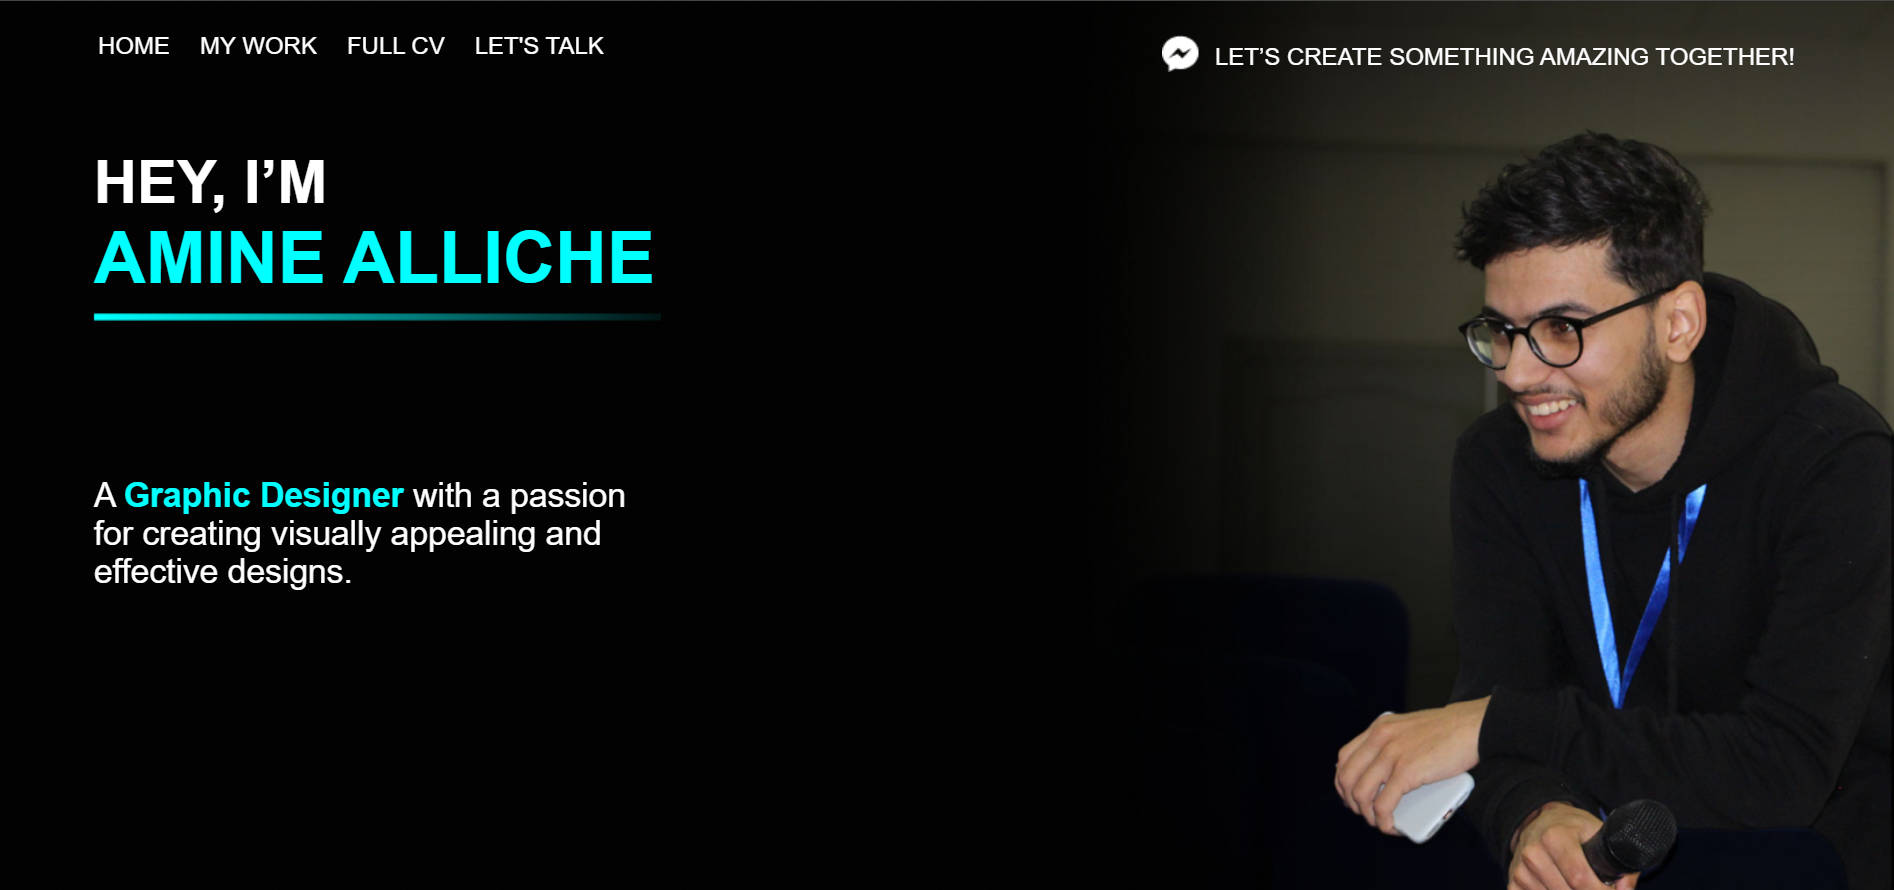 HOME MY WORK FULL CV LET'S TALK
LET’S CREATE SOMETHING AMAZING TOGETHER!
HEY, I’M
AMINE ALLICHE
A Graphic Designer with a passion
for creating visually appealing and
effective designs.